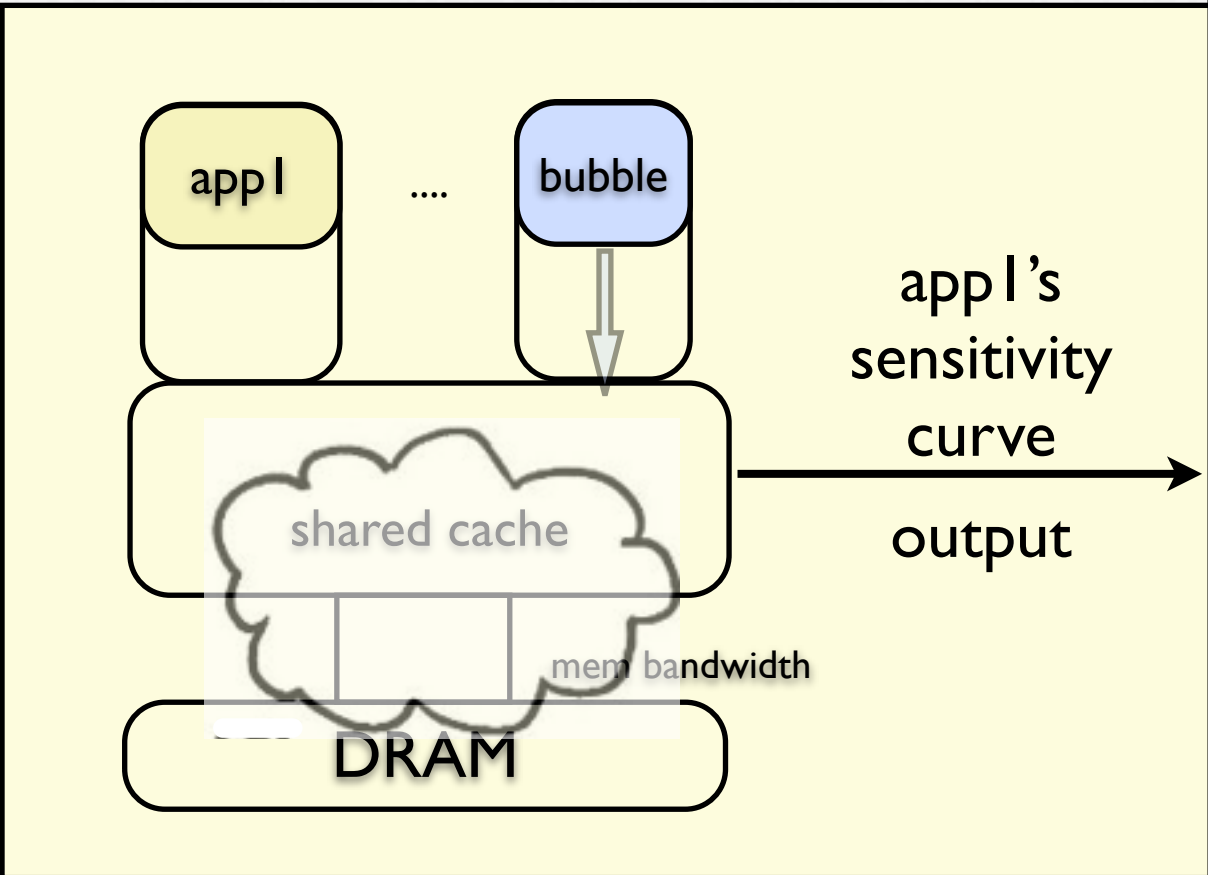 app1
....
bubble
app1's
sensitivity
curve
output
shared cache
mem bandwidth
DRAM